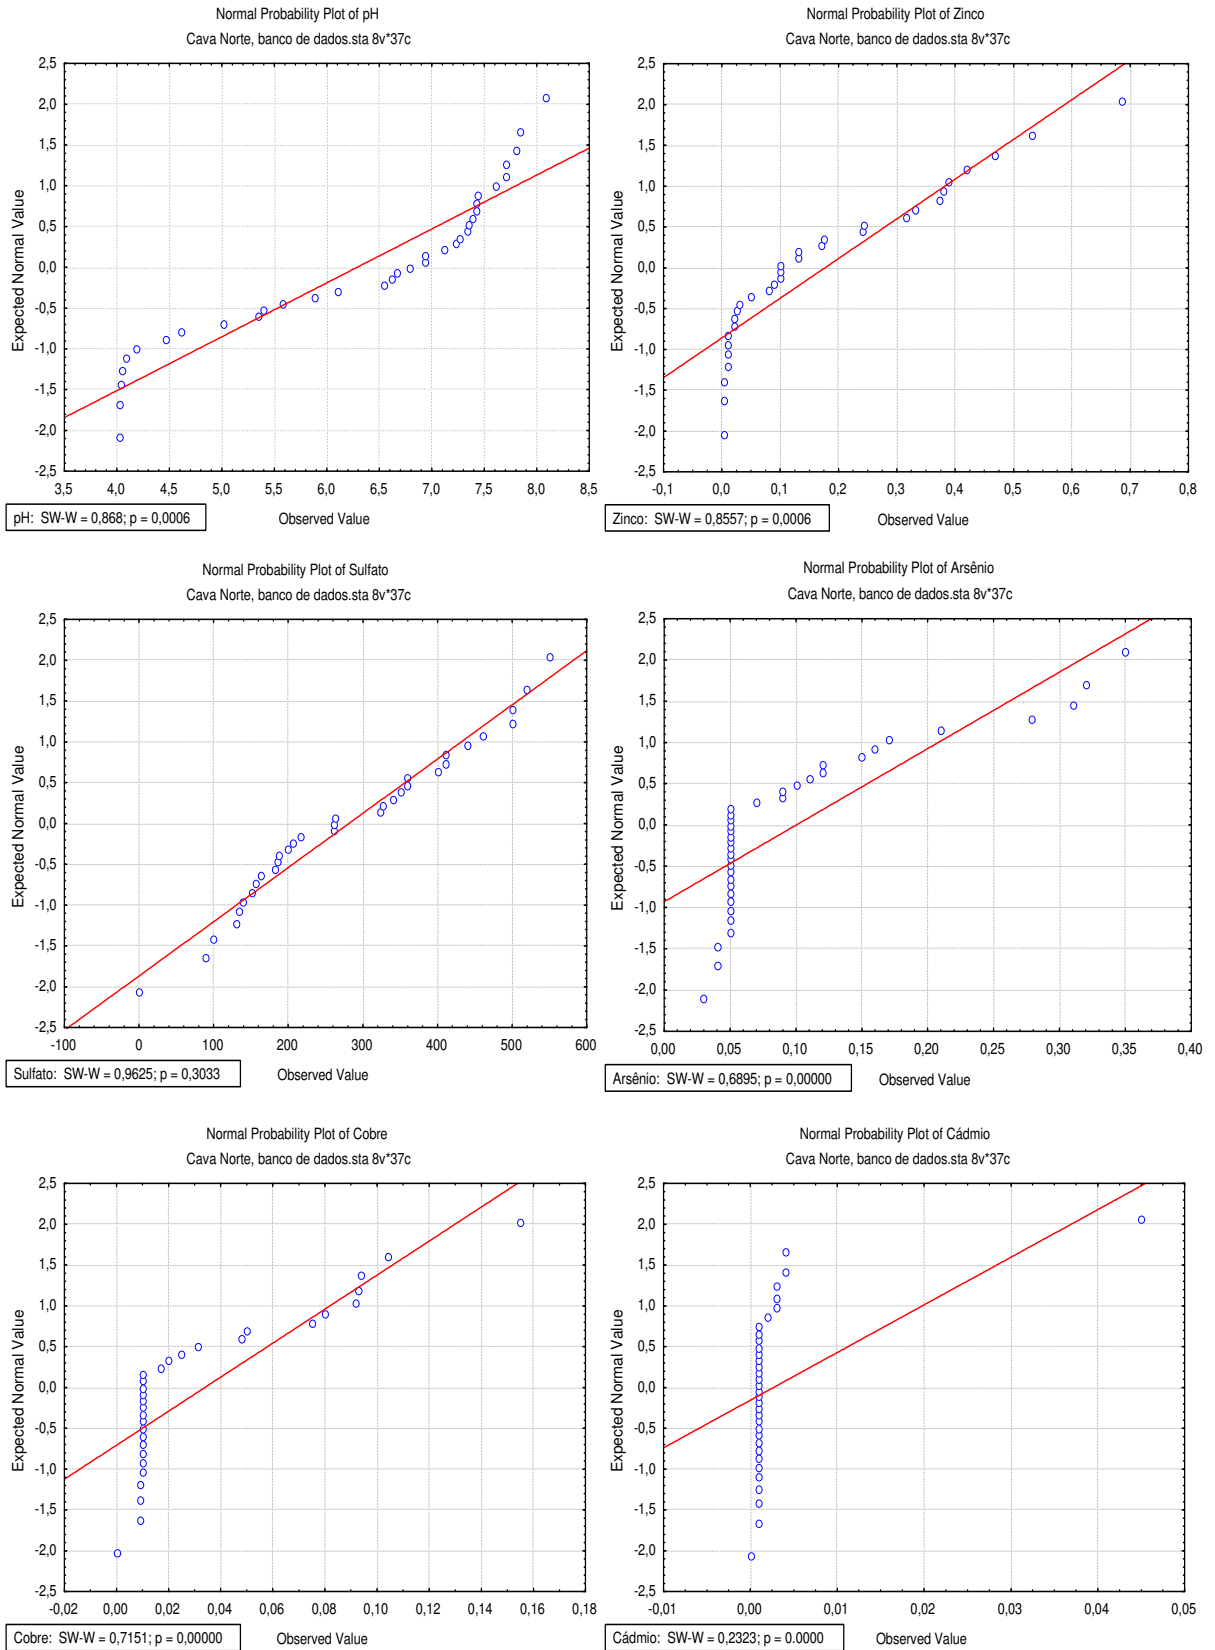 Normal Probability Plot of pH
Cava Norte, banco de dados.sta 8v*37c
Expected Normal Value
2,5
2,0
1,5
1,0
0,5
0,0
-0,5
-1,0
-1,5
-2,0
-2,5
3,5 4,0 4,5 5,0 5,5 6,0 6,5 7,0 7,5 8,0 8,5
pH: SW-W = 0,868; p = 0,0006
Observed Value
Normal Probability Plot of Zinco
Cava Norte, banco de dados.sta 8v*37c
Expected Normal Value
2,5
2,0
1,5
1,0
0,5
0,0
-0,5
-1,0
-1,5
-2,0
-2,5
-0,1 0,0 0,1 0,2 0,3 0,4 0,5 0,6 0,7 0,8
Zinco: SW-W = 0,8557; p = 0,0006
Observed Value
Normal Probability Plot of Sulfato
Cava Norte, banco de dados.sta 8v*37c
Expected Normal Value
2,5
2,0
1,5
1,0
0,5
0,0
-0,5
-1,0
-1,5
-2,0
-2,5
-100 0 100 200 300 400 500 600
Sulfato: SW-W = 0,9625; p = 0,3033
Observed Value
Normal Probability Plot of Arsênio
Cava Norte, banco de dados.sta 8v*37c
Expected Normal Value
2,5
2,0
1,5
1,0
0,5
0,0
-0,5
-1,0
-1,5
-2,0
-2,5
0,00 0,05 0,10 0,15 0,20 0,25 0,30 0,35 0,40
Arsênio: SW-W = 0,6895; p = 0,00000
Observed Value
Normal Probability Plot of Cobre
Cava Norte, banco de dados.sta 8v*37c
Expected Normal Value
2,5
2,0
1,5
1,0
0,5
0,0
-0,5
-1,0
-1,5
-2,0
-2,5
-0,02 0,00 0,02 0,04 0,06 0,08 0,10 0,12 0,14 0,16 0,18
Cobre: SW-W = 0,7151; p = 0,00000
Observed Value
Normal Probability Plot of Cádmio
Cava Norte, banco de dados.sta 8v*37c
Expected Normal Value
2,5
2,0
1,5
1,0
0,5
0,0
-0,5
-1,0
-1,5
-2,0
-2,5
-0,01 0,00 0,01 0,02 0,03 0,04 0,05
Cádmio: SW-W = 0,2323; p = 0.0000
Observed Value